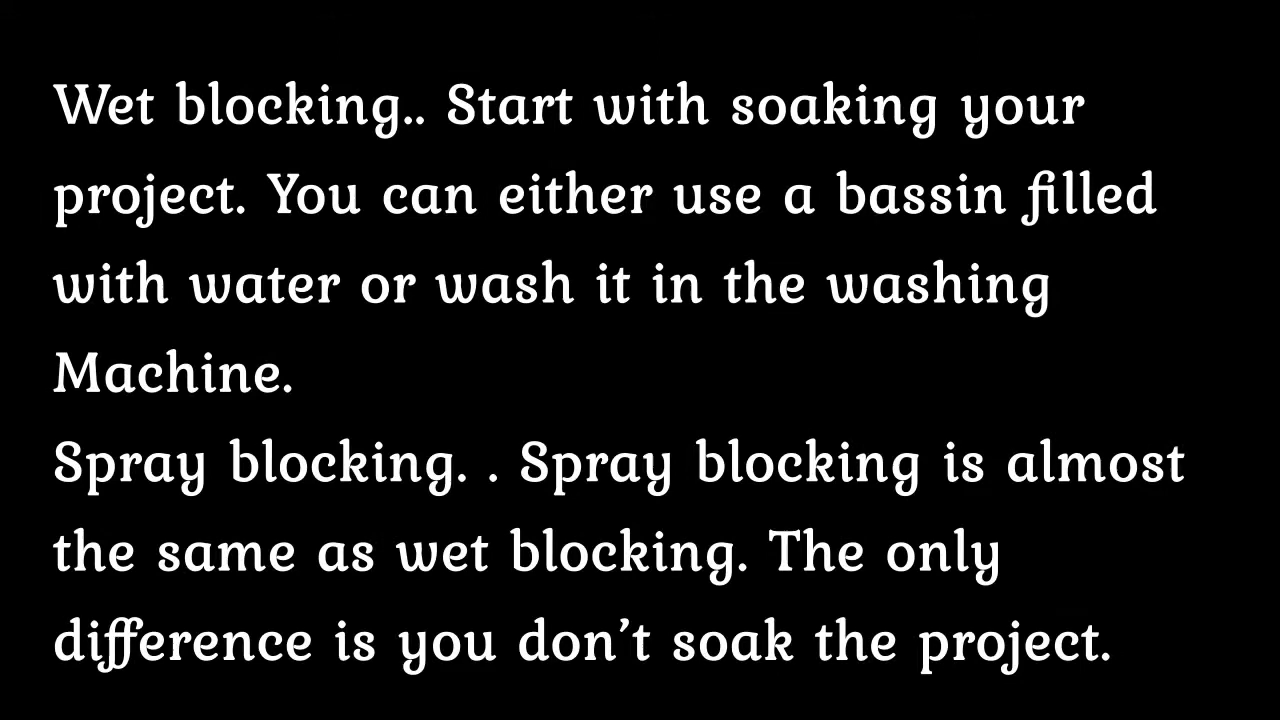 Wet blocking.. Start with soaking your
project. You can either use a bassin filled
with water or wash it in the washing
Machine.
Spray blocking. . Spray blocking is almost
the same as wet blocking. The only
difference is you don’t soak the project.